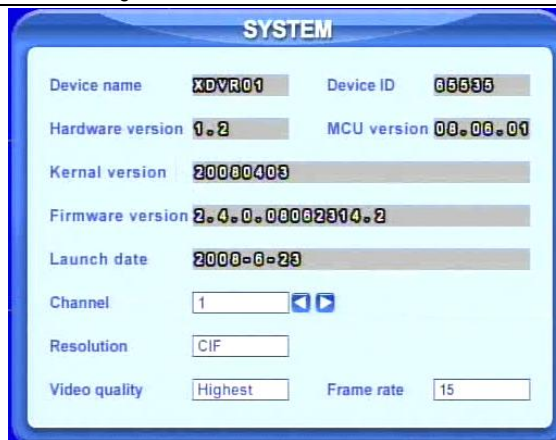 SYSTEM
Device name XDVR01 Device ID 65535
Hardware version 1.2 MCU version 08.06.01
Kernal version 20080403
Firmware version 2.4.0.08062314.2
Launch date 2008-6-23
Channel 1
Resolution CIF
Video quality Highest Frame rate 15